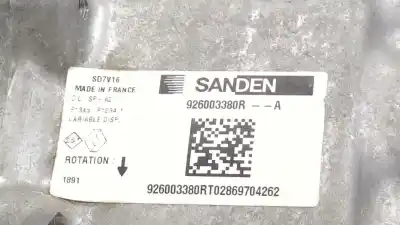 SD7V16
MADE IN FRANCE
SANDEN
926003380R -- A
VARIABLE DISP.
ROTATION :
1891
926003380RT02869704262